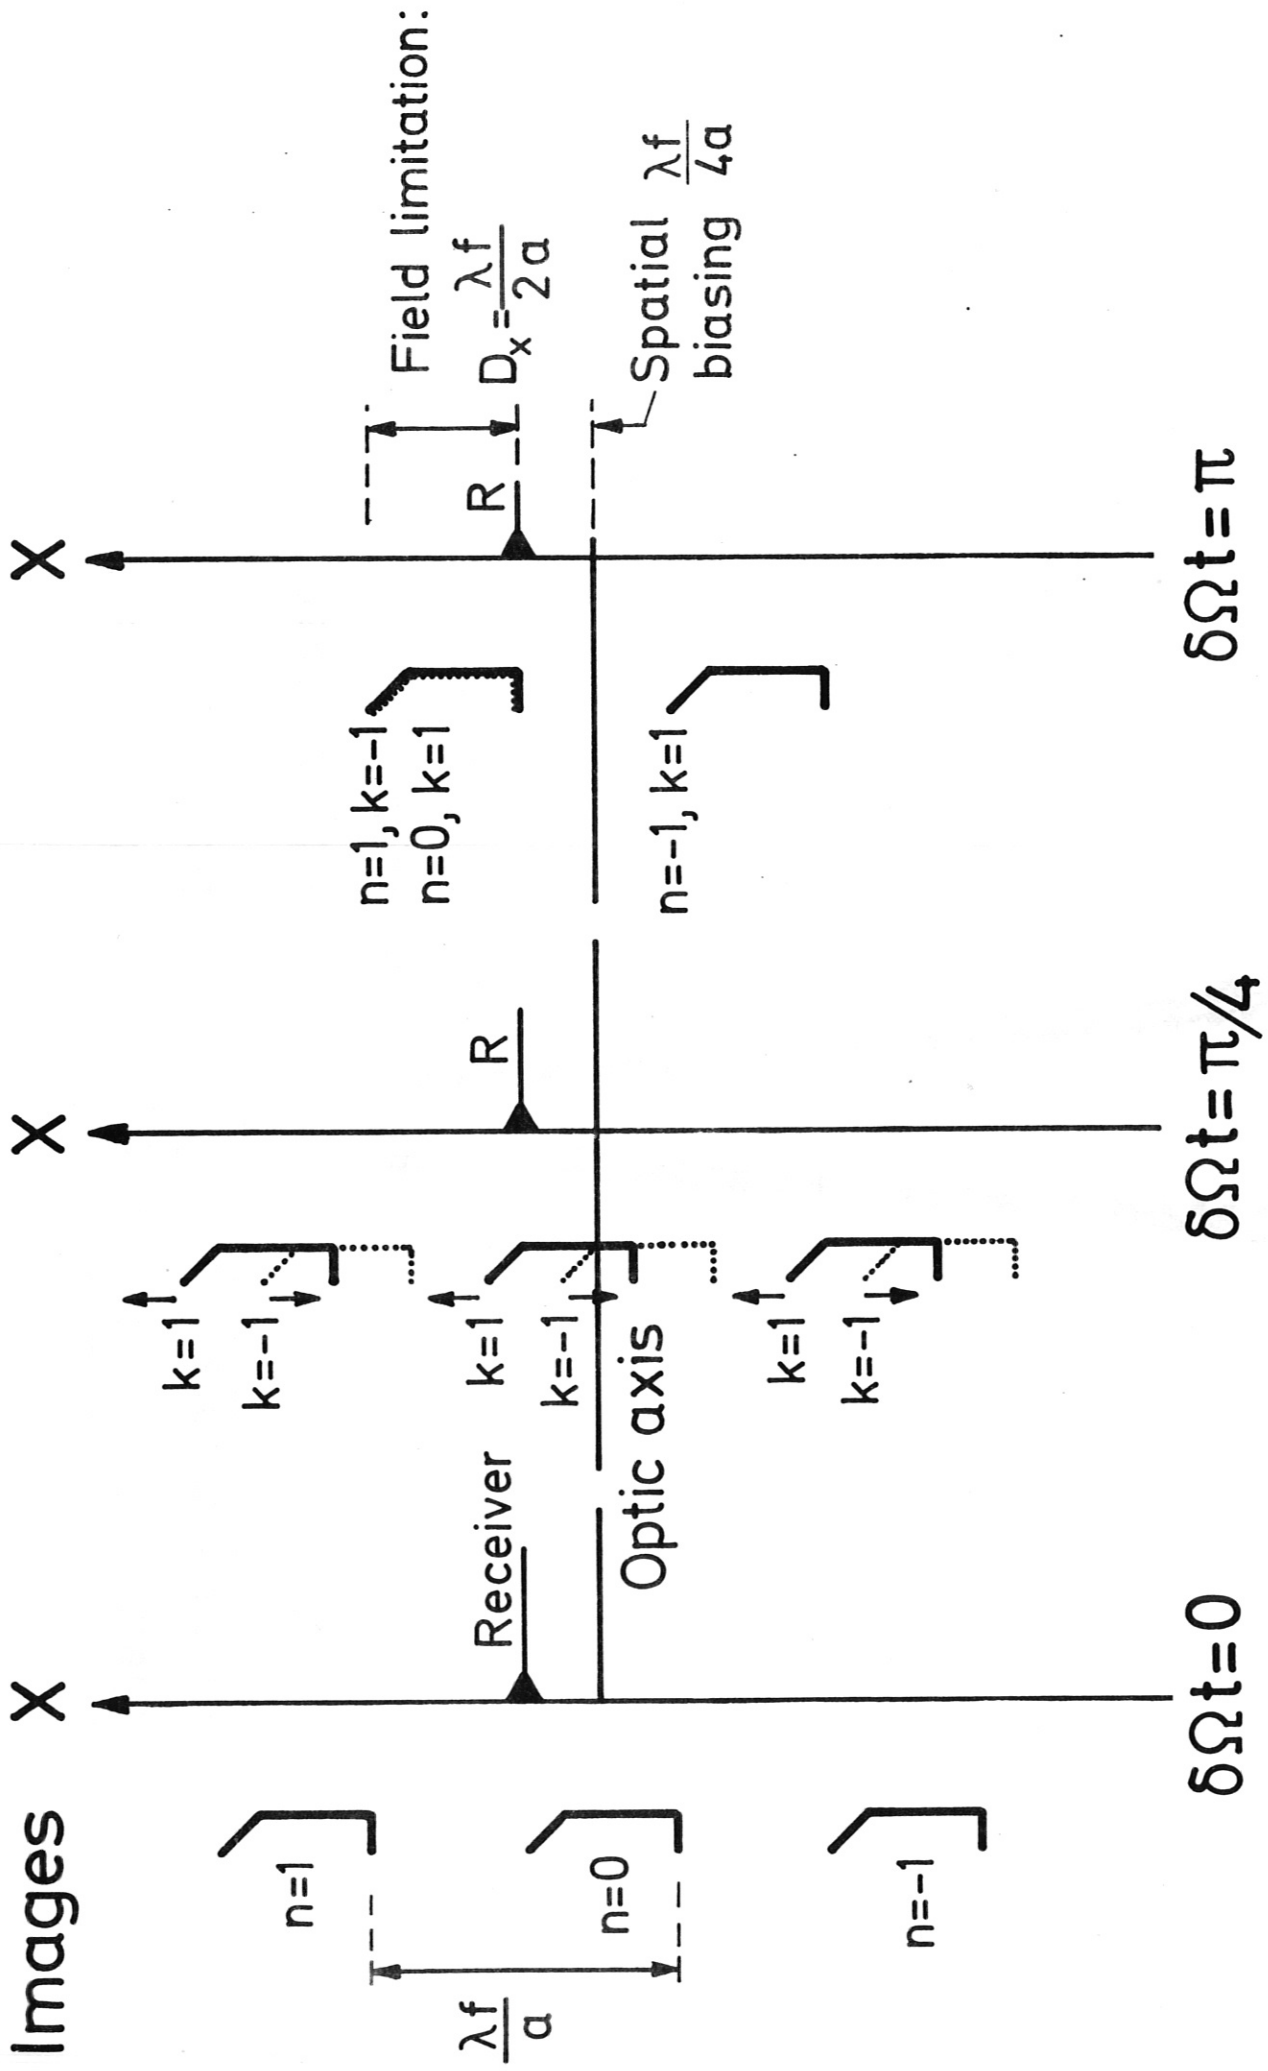 Images
X
X
X
n=1
n=0
n=-1
λf
a
Receiver
Optic axis
k=1
k=-1
k=1
k=-1
k=1
k=-1
R
n=1, k=-1
n=0, k=1
n=-1, k=1
R
Field limitation:
Dx = λf
2a
Spatial λf
biasing 4a
δΩt=0
δΩt=π/4
δΩt=π